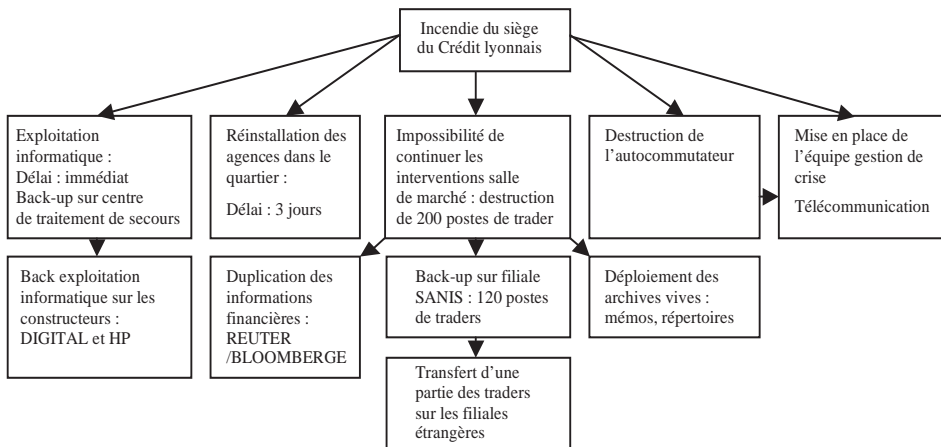 Incendie du siège
du Crédit lyonnais
Exploitation
informatique :
Délai : immédiat
Back-up sur centre
de traitement de secours
Réinstallation des
agences dans le
quartier :
Délai : 3 jours
Impossibilité de
continuer les
interventions salle
de marché : destruction
de 200 postes de trader
Destruction de
l’autocommutateur
Mise en place de
l’équipe gestion de
crise
Télécommunication
Back exploitation
informatique sur les
constructeurs :
DIGITAL et HP
Duplication des
informations
financières :
REUTER
/BLOOMBERGE
Back-up sur filiale
SANIS : 120 postes
de traders
Déploiement des
archives vives :
mémos, répertoires
Transfert d’une
partie des traders
sur les filiales
étrangères